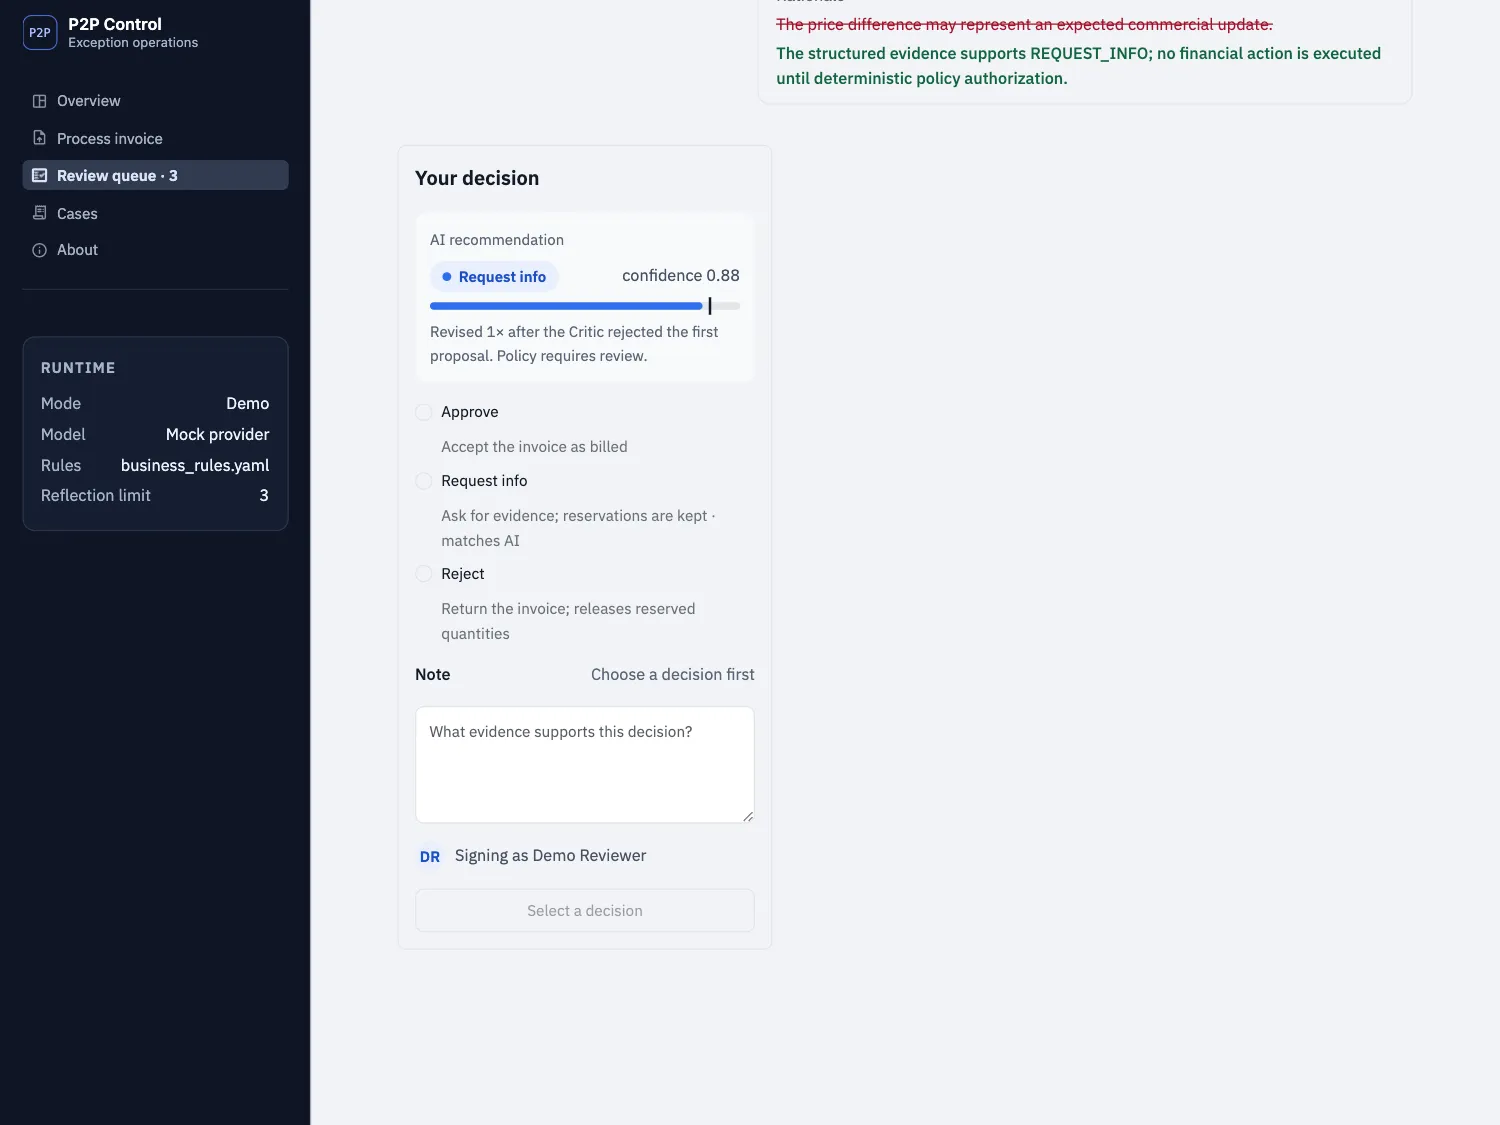 P2P
P2P Control
Exception operations
Overview
Process invoice
Review queue · 3
Cases
About
RUNTIME
Mode Demo
Model Mock provider
Rules business_rules.yaml
Reflection limit 3
The price difference may represent an expected commercial update.
The structured evidence supports REQUEST_INFO; no financial action is executed
until deterministic policy authorization.
Your decision
AI recommendation
Request info confidence 0.88
Revised 1× after the Critic rejected the first
proposal. Policy requires review.
Approve
Accept the invoice as billed
Request info
Ask for evidence; reservations are kept ·
matches AI
Reject
Return the invoice; releases reserved
quantities
Note Choose a decision first
What evidence supports this decision?
DR Signing as Demo Reviewer
Select a decision